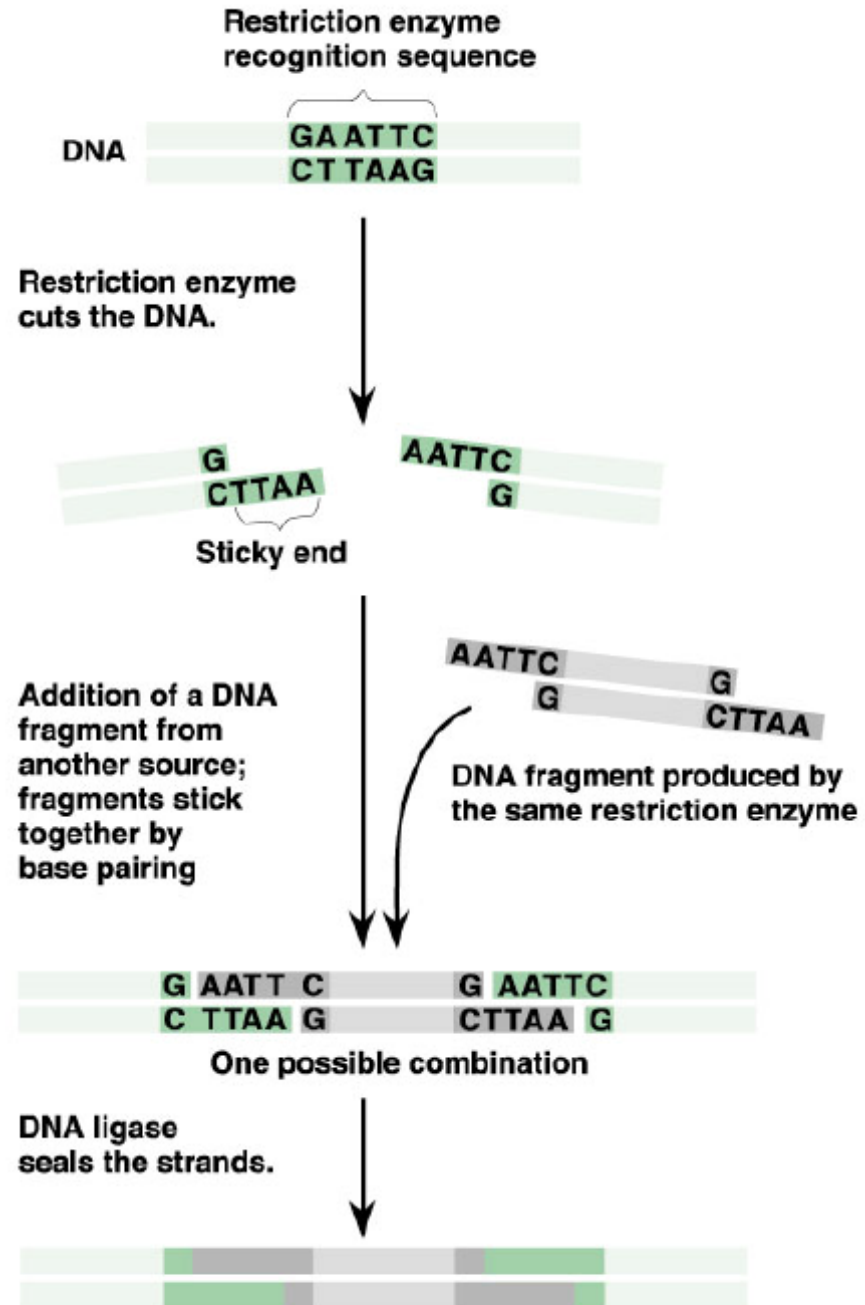 Restriction enzyme
recognition sequence
DNA
GAATTC
CTTAAG
Restriction enzyme
cuts the DNA.
G
CTTAA
Sticky end
AATTC
G
Addition of a DNA
fragment from
another source;
fragments stick
together by
base pairing
AATTC G
G CTTAA
DNA fragment produced by
the same restriction enzyme
G AATT C G AATTC
C TTAA G CTTAA G
One possible combination
DNA ligase
seals the strands.